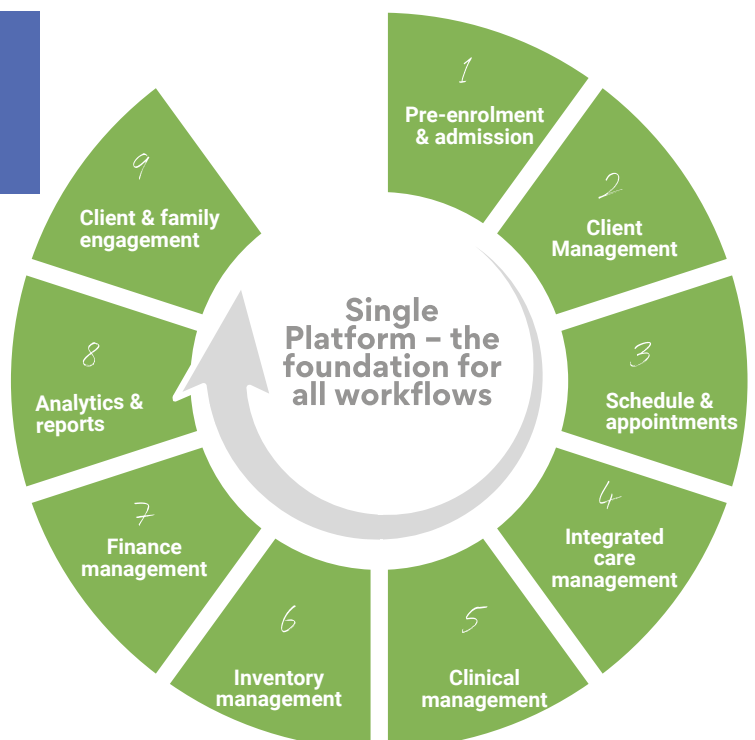 1
Pre-enrolment
& admission
2
Client
Management
3
Schedule &
appointments
4
Integrated
care
management
5
Clinical
management
6
Inventory
management
7
Finance
management
8
Analytics &
reports
9
Client & family
engagement
Single
Platform – the
foundation for
all workflows